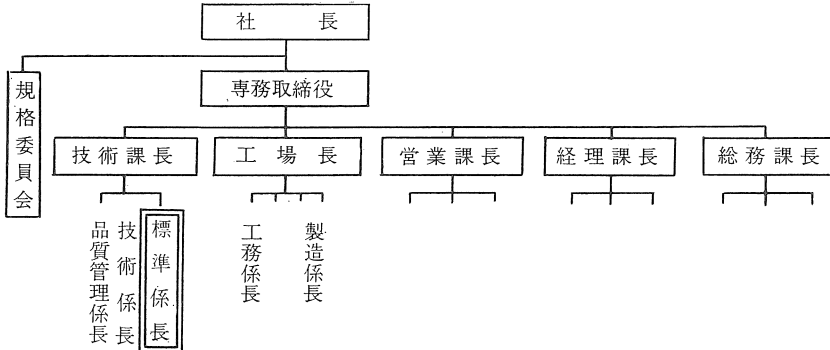 社長
規格委員会
専務取締役
技術課長
工場長
営業課長
経理課長
総務課長
品質管理係長
技術係長
標準係長
工務係長
製造係長